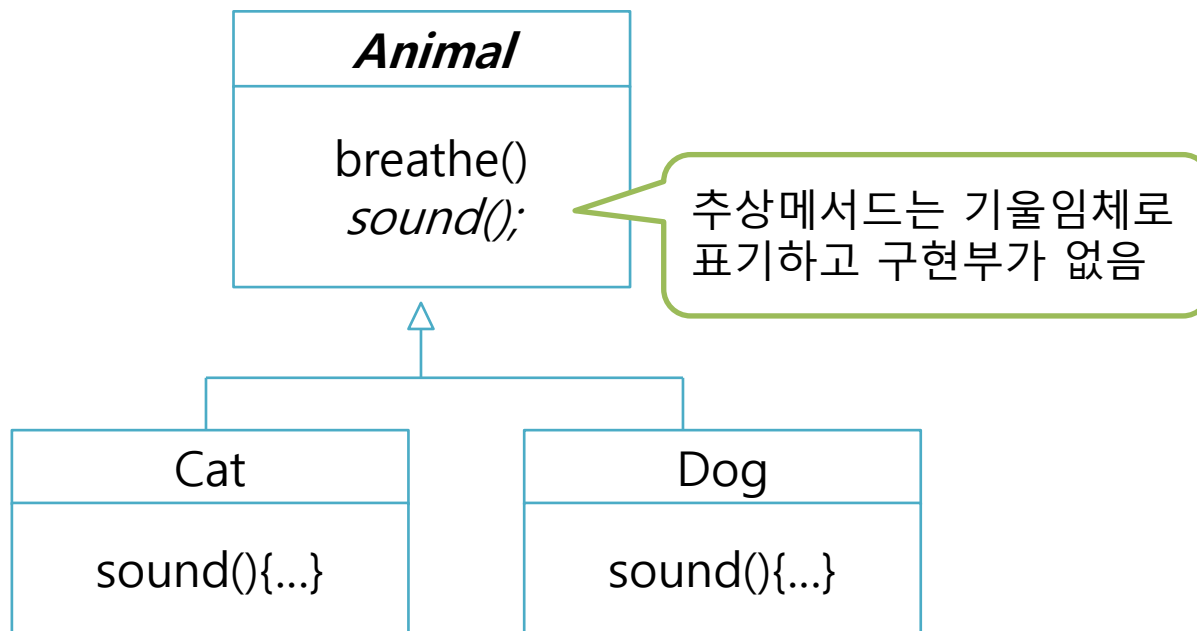 Animal
breathe()
sound();
추상메서드는 기울임체로
표기하고 구현부가 없음
Cat
sound(){...}
Dog
sound(){...}